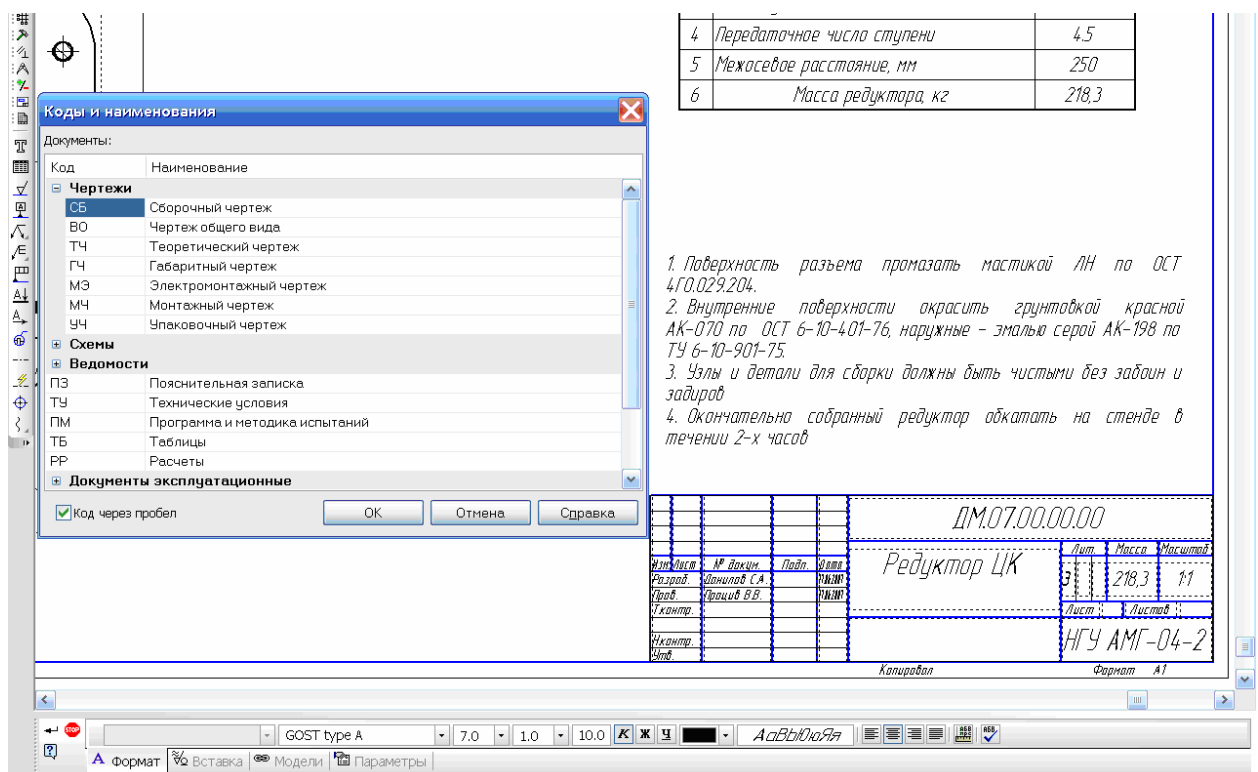 4 Передаточное число ступени 4.5
5 Межосевое расстояние, мм 250
6 Масса редуктора, кг 218,3
Коды и наименования
Документы:
Код Наименование
Чертежи
СБ Сборочный чертеж
ВО Чертеж общего вида
ТЧ Теоретический чертеж
ГЧ Габаритный чертеж
МЭ Электромонтажный чертеж
МЧ Монтажный чертеж
УЧ Упаковочный чертеж
Схемы
Ведомости
ПЗ Пояснительная записка
ТУ Технические условия
ПМ Программа и методика испытаний
ТБ Таблицы
РР Расчеты
Документы эксплуатационные
Код через пробел
ОК Отмена Справка
1. Поверхность разъема промазать мастикой ЛН по ОСТ
4ГО.029.204.
2. Внутренние поверхности окрасить грунтовкой красной
АК-070 по ОСТ 6-10-401-76, наружные - эмалью серой АК-198 по
ТУ 6-10-901-75.
3. Узлы и детали для сборки должны быть чистыми без забоин и
задиров
4. Окончательно собранный редуктор обкатать на стенде в
течении 2-х часов
ДМ.07.00.00.00
Редуктор ЦК
Лит. Масса Масштаб
Изм. Лист № докум. Подп. Дата
Разраб. Данилов С.А.
Пров. Процив В.В.
Т.контр.
Н.контр.
Утв.
218,3 1:1
Лист Листов
НГУ АМГ-04-2
Копировал Формат А1
GOST type A 7.0 1.0 10.0 К Ж Ч АаВbЮюЯя
Формат Вставка Модели Параметры